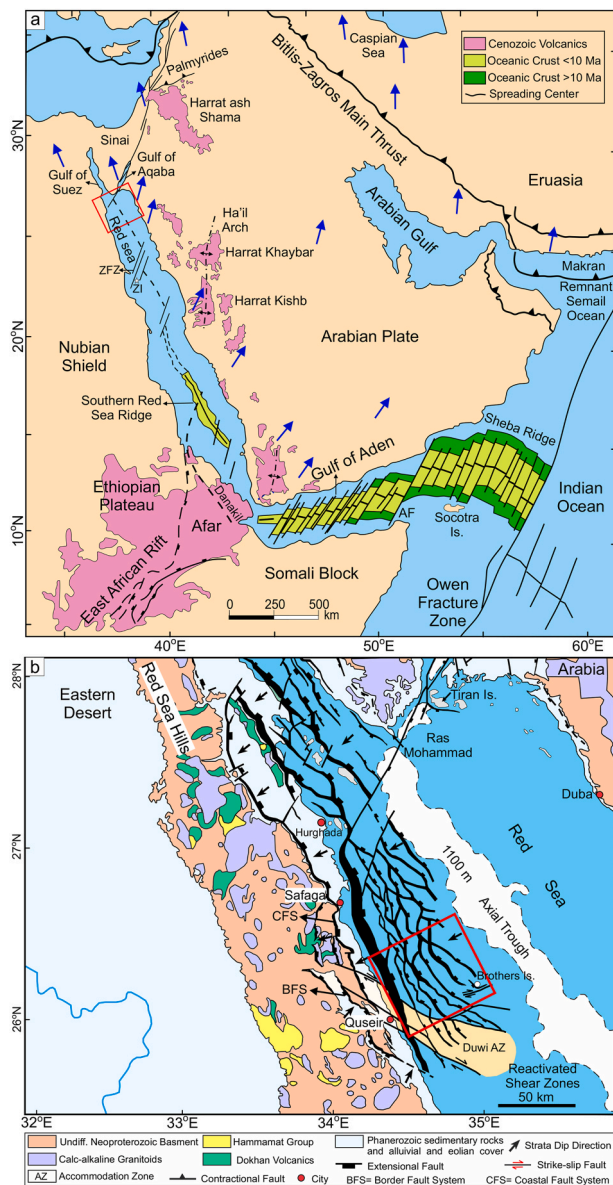 a
Caspian
Sea
Cenozoic Volcanics
Oceanic Crust <10 Ma
Oceanic Crust >10 Ma
Spreading Center
Palmyrides
Bitlis-Zagros Main Thrust
Harrat ash
Shama
30°N
Sinai
Gulf of
Aqaba
Gulf of
Suez
Eruasia
Arabian Gulf
Red sea
Ha'il
Arch
ZFZ
ZI
Harrat Khaybar
Makran
Remnant
Semail
Ocean
Harrat Kishb
20°N
Arabian Plate
Nubian
Shield
Southern Red
Sea Ridge
Sheba Ridge
Gulf of Aden
Ethiopian
Plateau
Danakil
Indian
Ocean
10°N
Afar
AF
Socotra
Is.
East African Rift
Somali Block
Owen
Fracture
Zone
0 250 500
km
40°E
50°E
60°E
b
28°N
Eastern
Desert
Red Sea Hills
Arabia
Tiran Is.
Ras
Mohammad
Duba
27°N
Hurghada
Red Sea
1100 m
Axial Trough
Safaga
CFS
BFS
Brothers Is.
26°N
Quseir
Duwi AZ
Reactivated
Shear Zones
50 km
32°E
33°E
34°E
35°E
Undiff. Neoproterozoic Basment
Hammamat Group
Phanerozoic sedimentary rocks
and alluvial and eolian cover
Strata Dip Direction
Calc-alkaline Granitoids
Dokhan Volcanics
Extensional Fault
Strike-slip Fault
AZ
Accommodation Zone
Contractional Fault
City
BFS= Border Fault System
CFS= Coastal Fault System